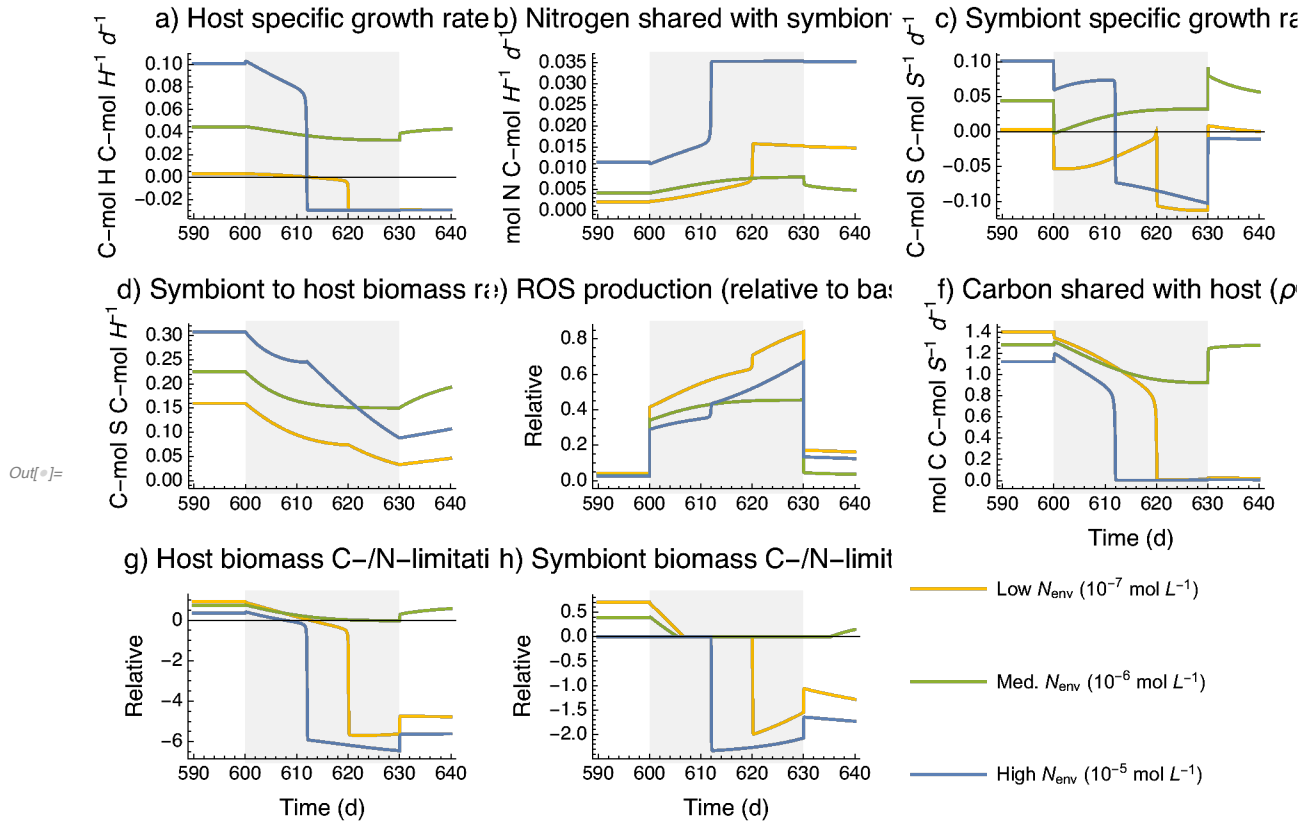 a) Host specific growth rate
C−mol H C−mol H⁻¹ d⁻¹
0.10
0.08
0.06
0.04
0.02
0.00
−0.02
590 600 610 620 630 640
b) Nitrogen shared with symbiont
mol N C−mol H⁻¹ d⁻¹
0.035
0.030
0.025
0.020
0.015
0.010
0.005
0.000
590 600 610 620 630 640
c) Symbiont specific growth ra
C−mol S C−mol S⁻¹ d⁻¹
0.10
0.05
0.00
−0.05
−0.10
590 600 610 620 630 640
d) Symbiont to host biomass ra
C−mol S C−mol H⁻¹
0.30
0.25
0.20
0.15
0.10
0.05
0.00
590 600 610 620 630 640
e) ROS production (relative to bas
Relative
0.8
0.6
0.4
0.2
0.0
590 600 610 620 630 640
f) Carbon shared with host (ρ
mol C C−mol S⁻¹ d⁻¹
1.4
1.2
1.0
0.8
0.6
0.4
0.2
0.0
590 600 610 620 630 640
Time (d)
Out[ ]=
g) Host biomass C−/N−limitati
Relative
0
−2
−4
−6
590 600 610 620 630 640
Time (d)
h) Symbiont biomass C−/N−limit
Relative
0.5
0.0
−0.5
−1.0
−1.5
−2.0
590 600 610 620 630 640
Time (d)
Low Nenv (10⁻⁷ mol L⁻¹)
Med. Nenv (10⁻⁶ mol L⁻¹)
High Nenv (10⁻⁵ mol L⁻¹)